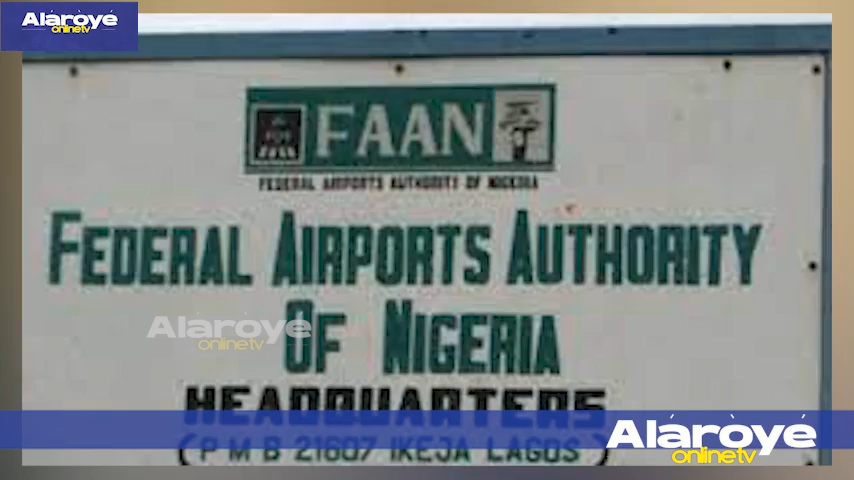 Alaroye
onlinetv
FAAN
FEDERAL AIRPORTS AUTHORITY OF NIGERIA
FEDERAL AIRPORTS AUTHORITY
OF NIGERIA
Alaroye
onlinetv
HEADQUARTERS
(P M B 21607 IKEJA LAGOS)
Alároyé
onlinetv